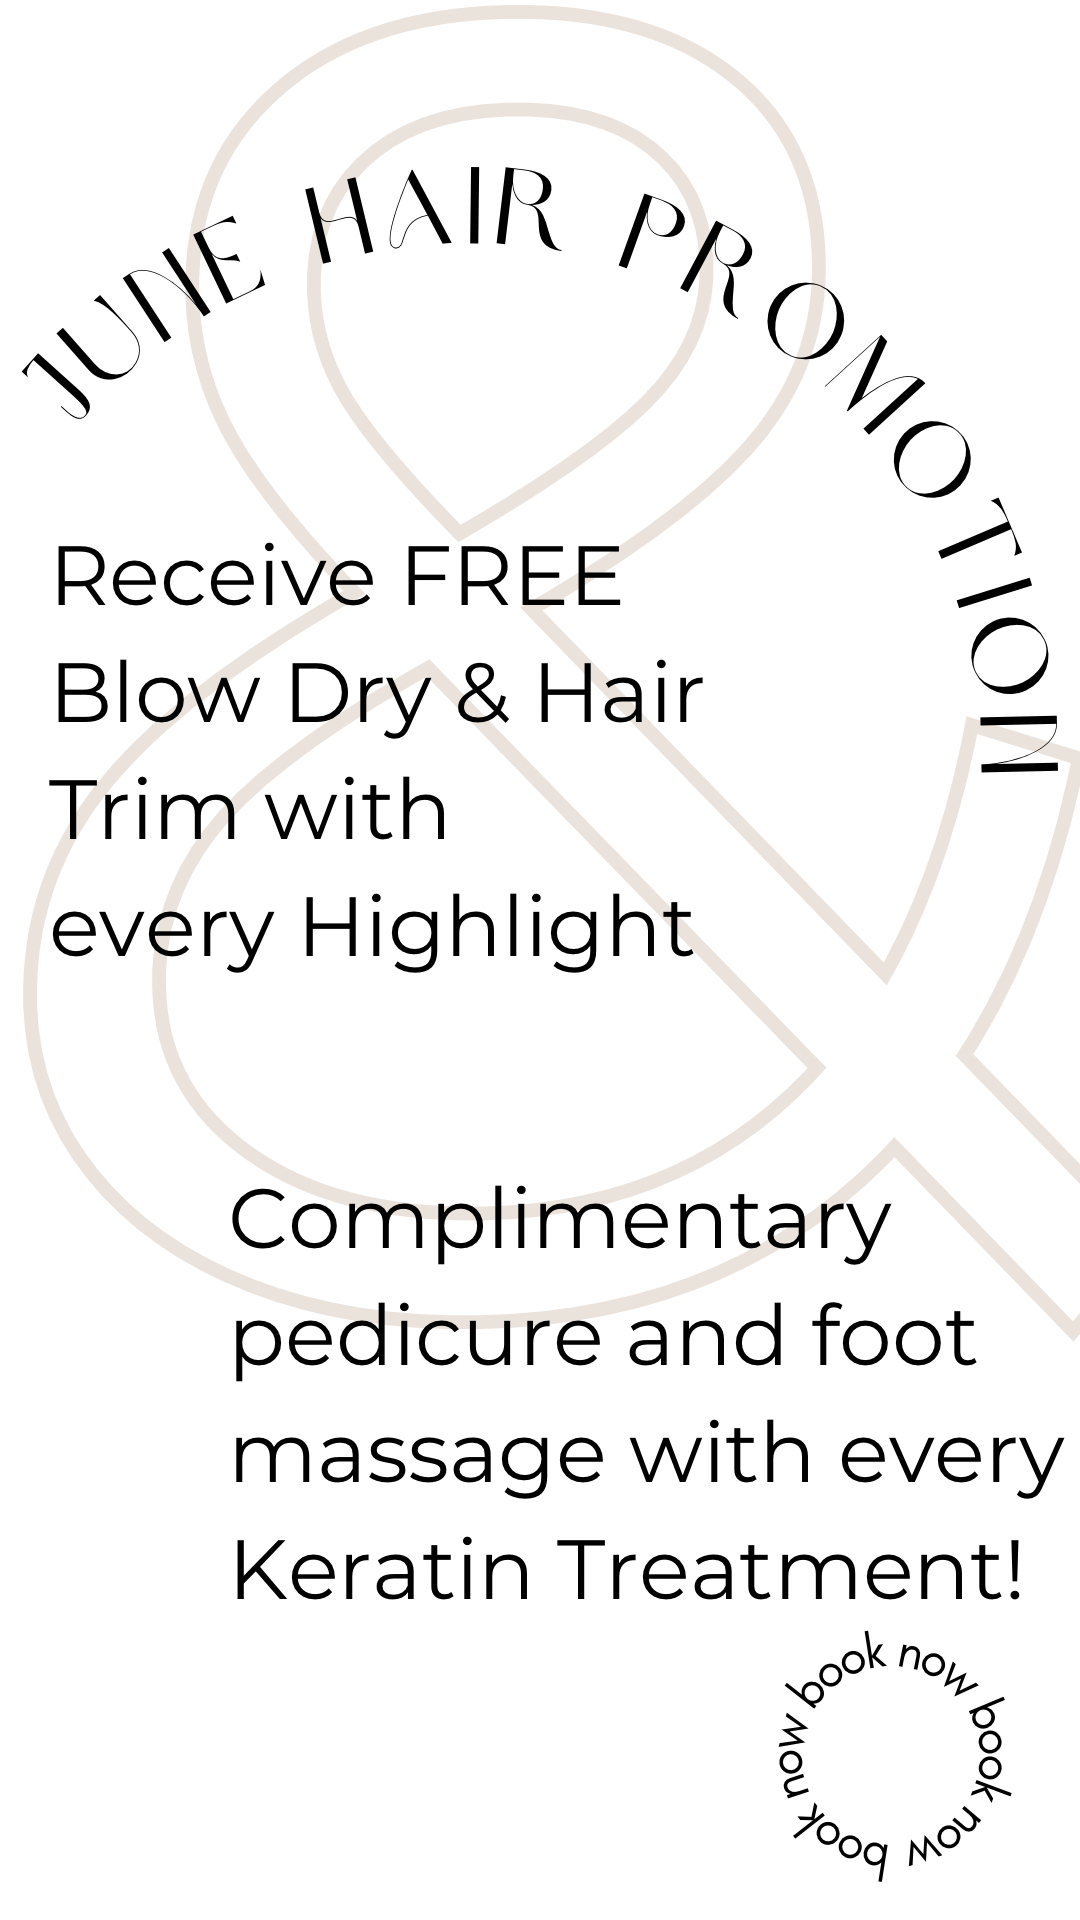 JUNE HAIR PROMOTION
&
Receive FREE
Blow Dry & Hair
Trim with
every Highlight
Complimentary
pedicure and foot
massage with every
Keratin Treatment!
book now book now book now